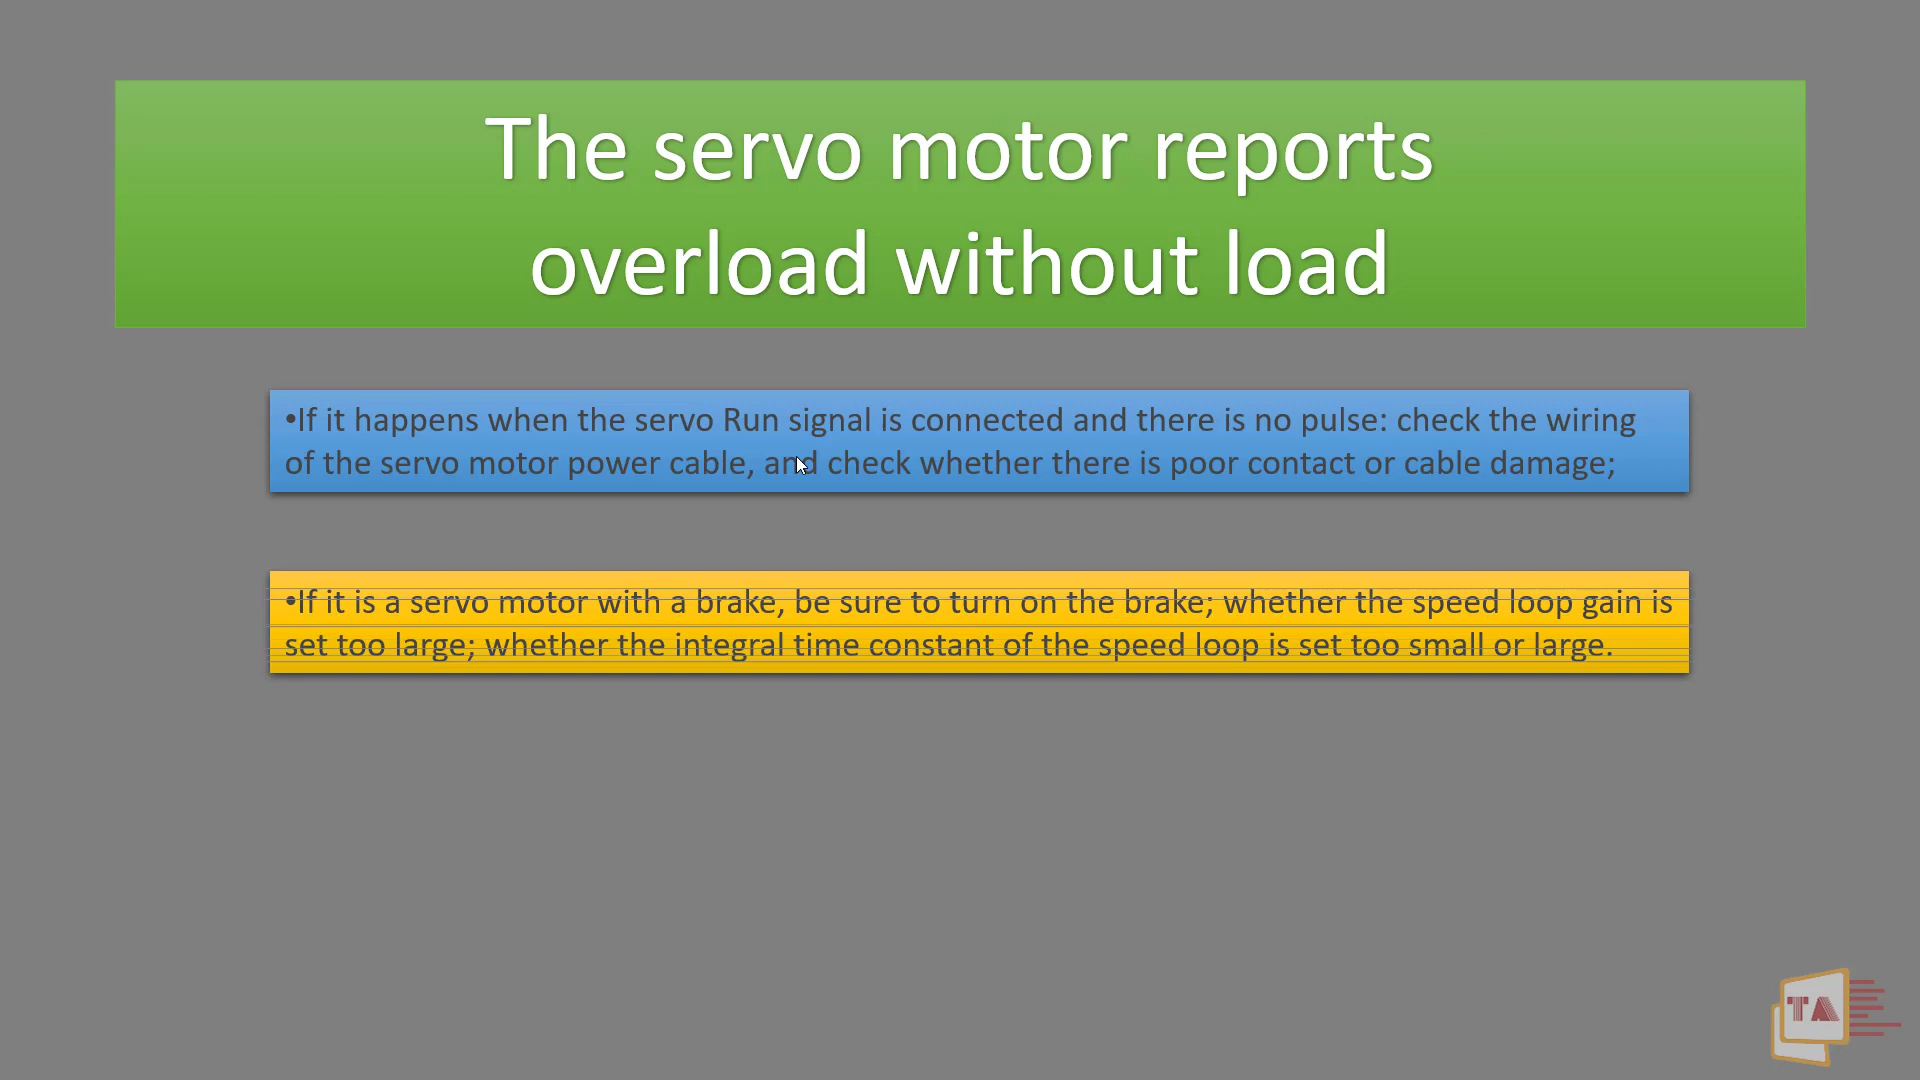 The servo motor reports
overload without load
•If it happens when the servo Run signal is connected and there is no pulse: check the wiring
of the servo motor power cable, and check whether there is poor contact or cable damage;
•If it is a servo motor with a brake, be sure to turn on the brake; whether the speed loop gain is
set too large; whether the integral time constant of the speed loop is set too small or large.
TA